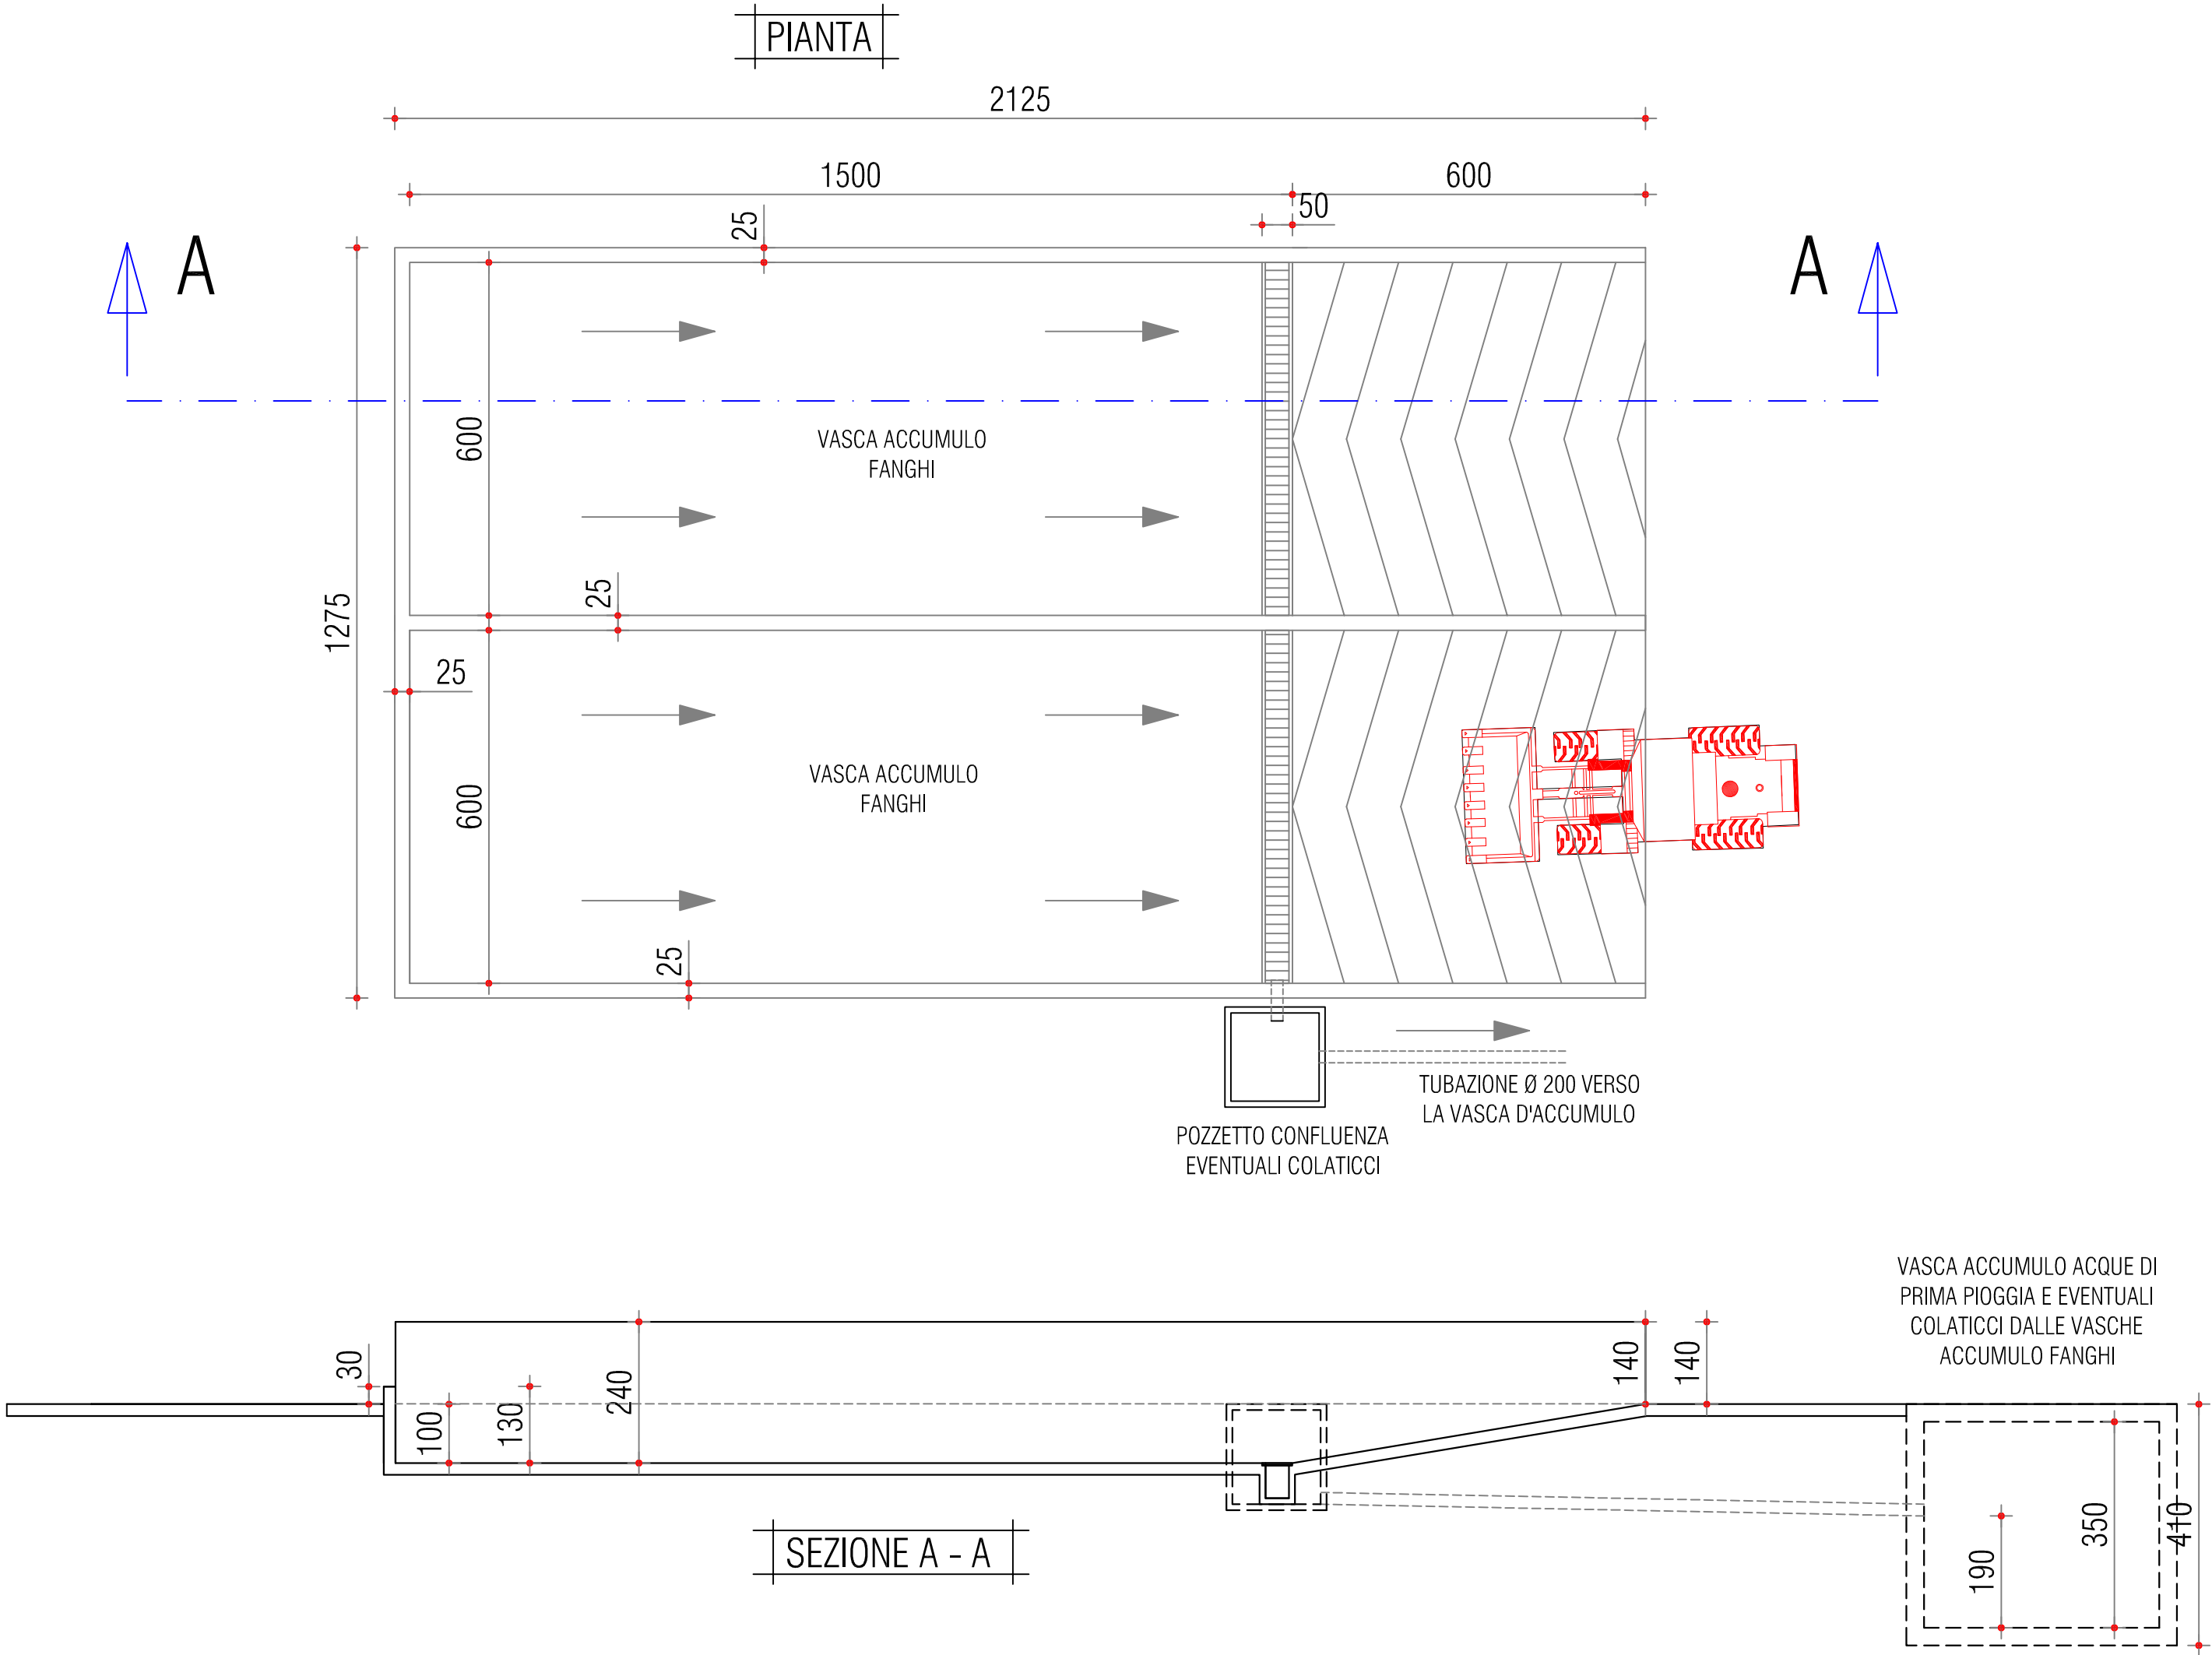 PIANTA
2125
1500
600
50
25
A
A
600
VASCA ACCUMULO
FANGHI
1275
25
25
600
VASCA ACCUMULO
FANGHI
25
TUBAZIONE Ø 200 VERSO
LA VASCA D'ACCUMULO
POZZETTO CONFLUENZA
EVENTUALI COLATICCI
VASCA ACCUMULO ACQUE DI
PRIMA PIOGGIA E EVENTUALI
COLATICCI DALLE VASCHE
ACCUMULO FANGHI
30
100
130
240
140
140
190
350
410
SEZIONE A - A